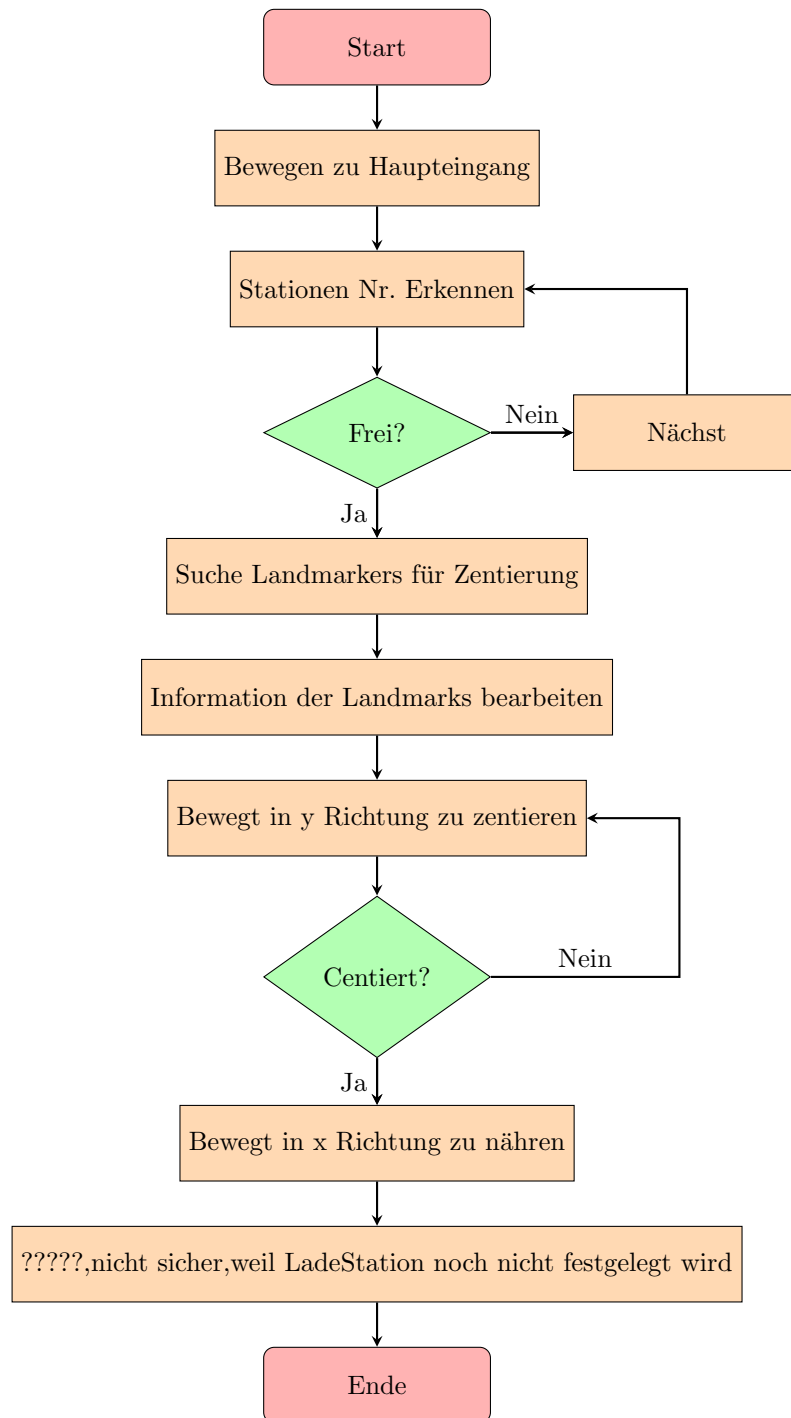 Start
Bewegen zu Haupteingang
Stationen Nr. Erkennen
Frei?
Nein
Nächst
Ja
Suche Landmarkers für Zentierung
Information der Landmarks bearbeiten
Bewegt in y Richtung zu zentieren
Centiert?
Nein
Ja
Bewegt in x Richtung zu nähren
?????,nicht sicher,weil LadeStation noch nicht festgelegt wird
Ende